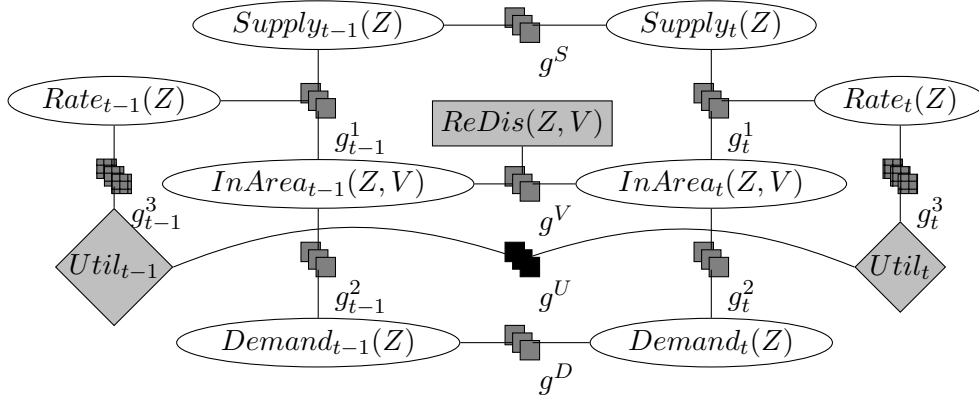 Supply_{t-1}(Z) Supply_t(Z)
g^S
Rate_{t-1}(Z) Rate_t(Z)
ReDis(Z, V)
g^1_{t-1} g^1_t
InArea_{t-1}(Z, V) InArea_t(Z, V)
g^3_{t-1} g^V g^3_t
Util_{t-1} Util_t
g^2_{t-1} g^U g^2_t
Demand_{t-1}(Z) Demand_t(Z)
g^D